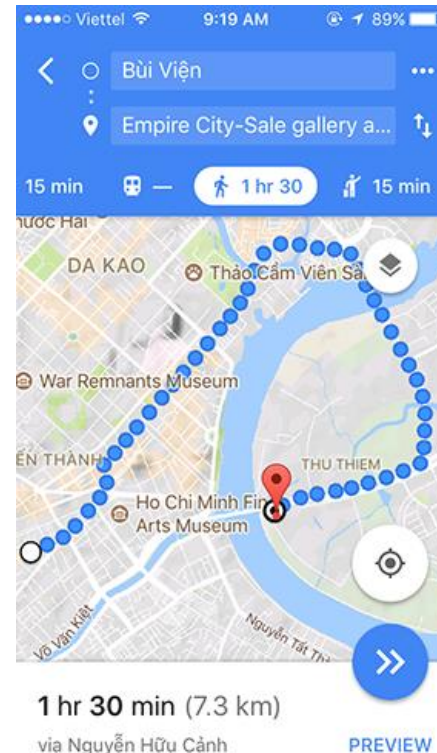 Viettel 9:19 AM 89%
Bùi Viện
Empire City-Sale gallery a...
15 min — 1 hr 30 15 min
DA KAO
Thảo Cầm Viên Sà
War Remnants Museum
ẾN THÀNH
THU THIEM
Ho Chi Minh Fin
Arts Museum
Võ Văn Kiệt
Nguyễn Tất Th
1 hr 30 min (7.3 km)
via Nguyễn Hữu Cảnh PREVIEW